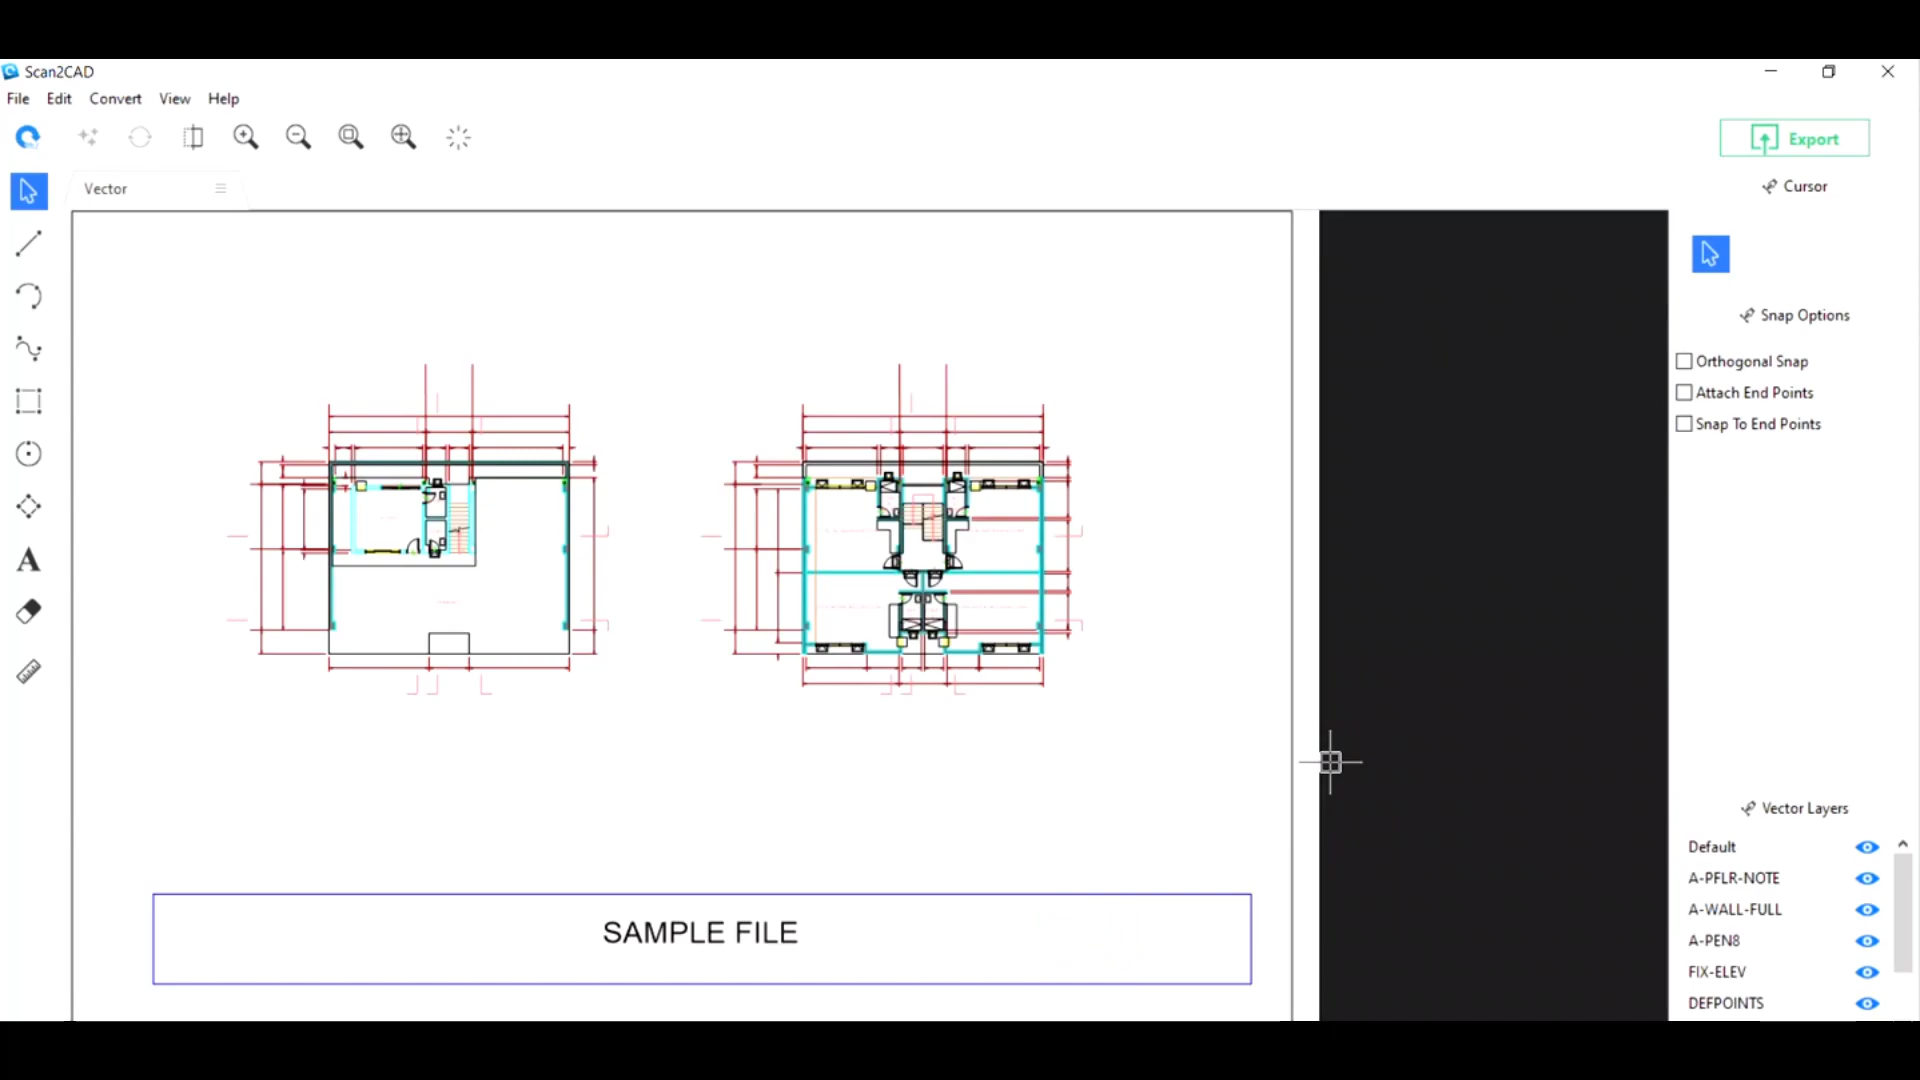 Scan2CAD
File Edit Convert View Help
Export
Vector
Cursor
Snap Options
Orthogonal Snap
Attach End Points
Snap To End Points
A
SAMPLE FILE
Vector Layers
Default
A-PFLR-NOTE
A-WALL-FULL
A-PEN8
FIX-ELEV
DEFPOINTS